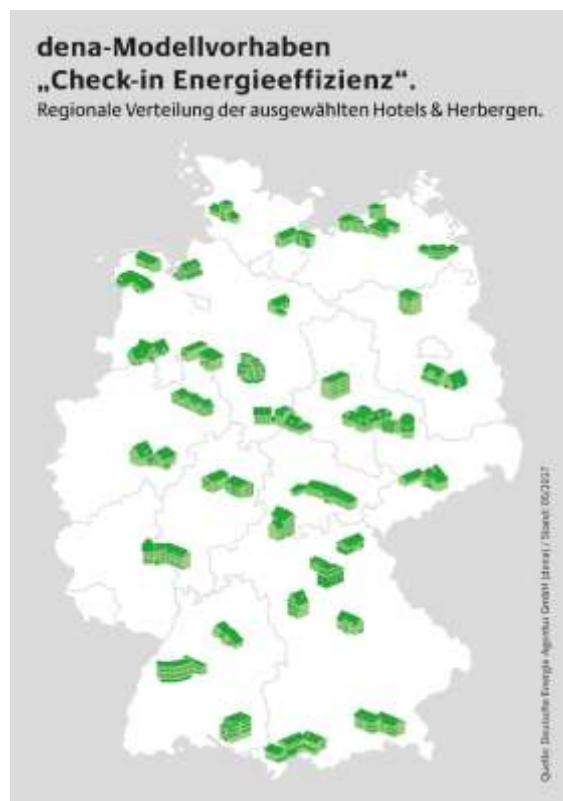 dena-Modellvorhaben
„Check-in Energieeffizienz“.
Regionale Verteilung der ausgewählten Hotels & Herbergen.
Quelle: Deutsche Energie-Agentur GmbH (dena) / Stand: 06/2017